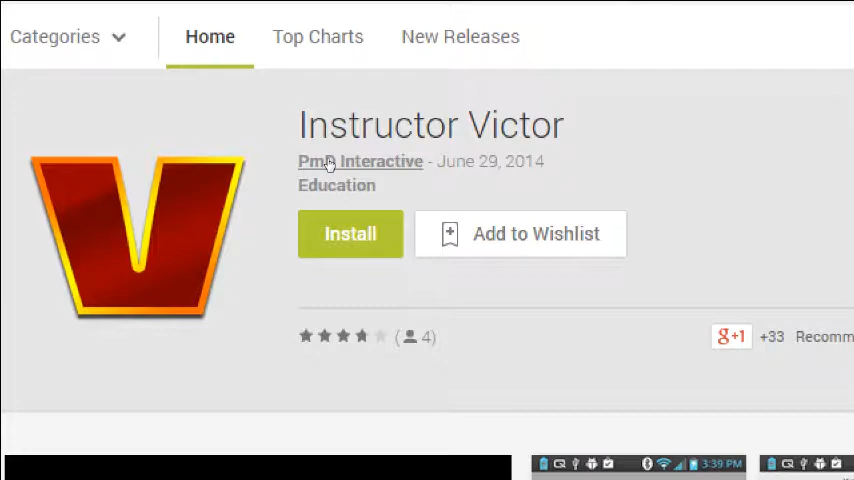 Categories Home Top Charts New Releases
Instructor Victor
Interactive - June 29, 2014
Education
Install Add to Wishlist
( 4)
g+1 +33 Recomm
V
3:39 PM